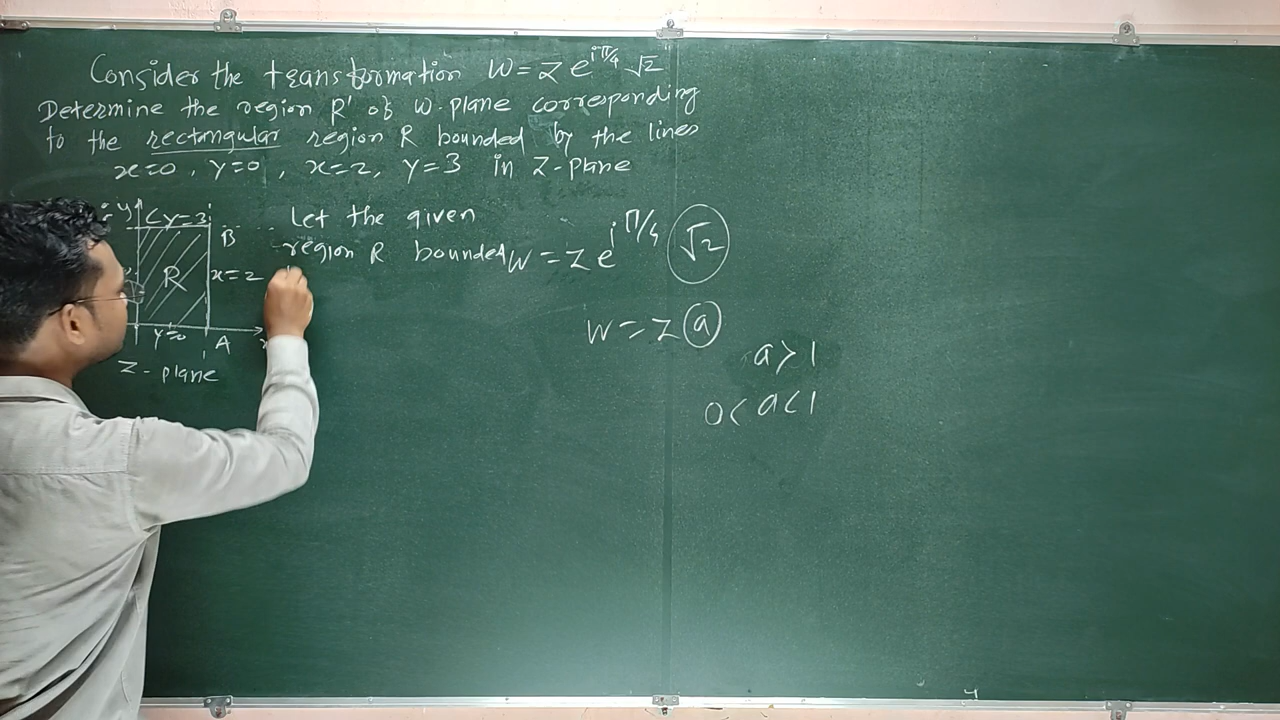 Consider the transformation W = Z e^{iπ/4} √2
Determine the region R' of W-plane corresponding
to the rectangular region R bounded by the lines
x=0, y=0, x=2, y=3 in Z-Plane
y
C y=3
B
R
x=2
y=0
A
Z-plane
Let the given
region R bounded
W = Z e^{iπ/4} √2
W = Z a
a > 1
0 < a < 1